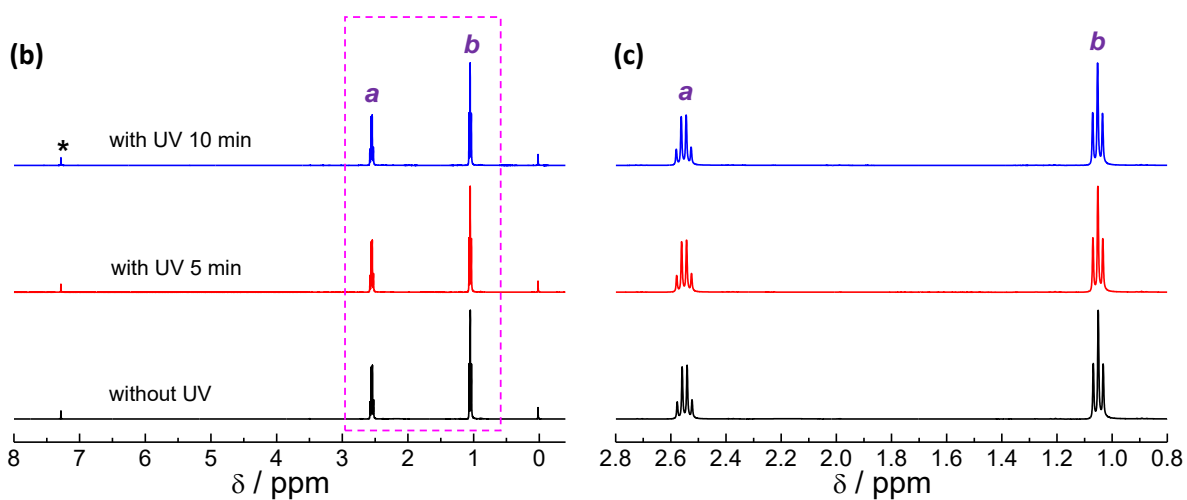 (b)
a
b
*
with UV 10 min
with UV 5 min
without UV
8 7 6 5 4 3 2 1 0
δ / ppm
(c)
a
b
2.8 2.6 2.4 2.2 2.0 1.8 1.6 1.4 1.2 1.0 0.8
δ / ppm